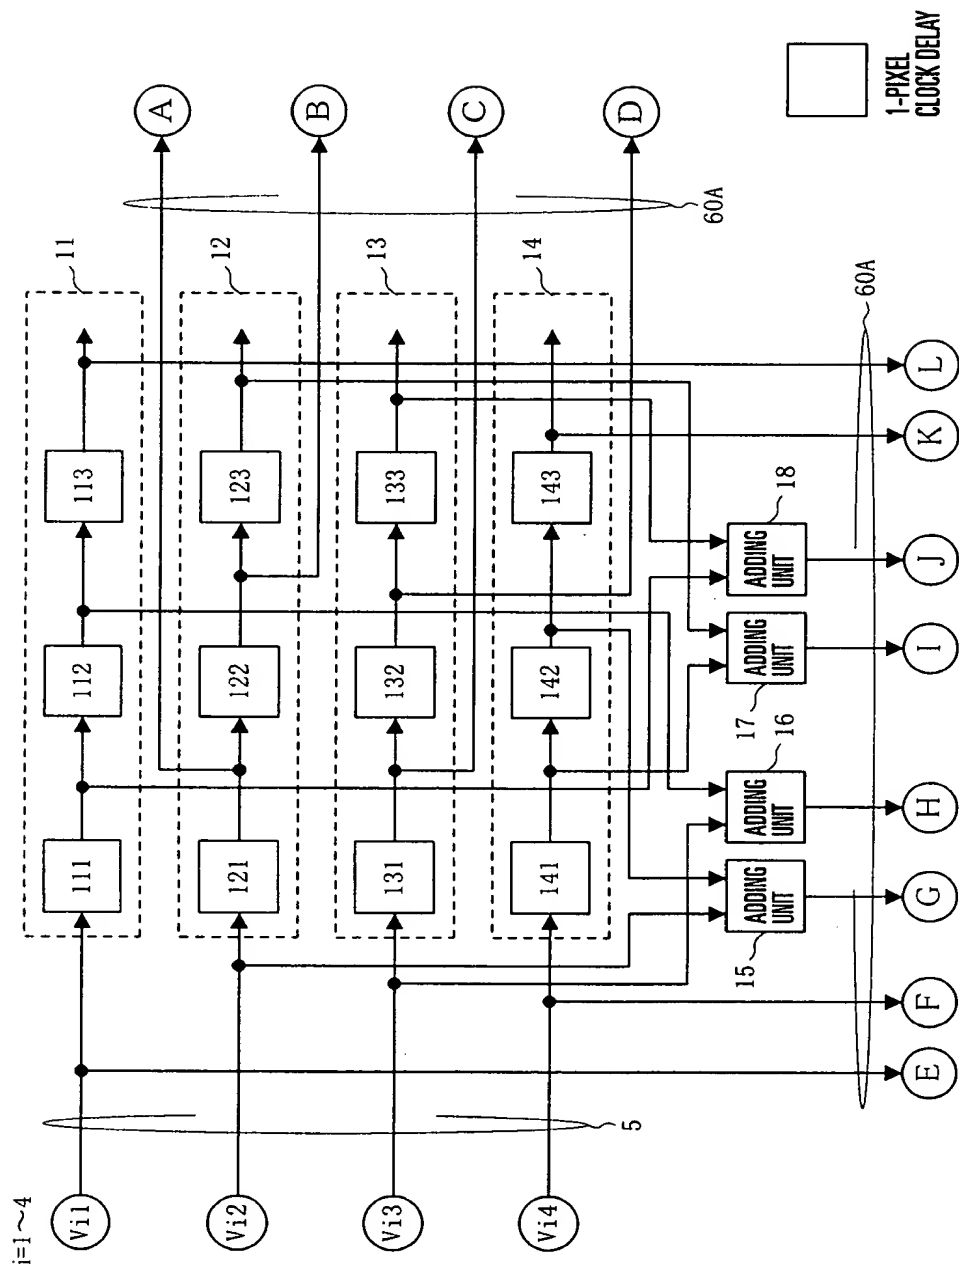 i=1～4
Vi1
111
112
113
11
Vi2
121
122
123
12
Vi3
131
132
133
13
Vi4
141
142
143
14
A
B
C
D
5
60A
ADDING
UNIT
15
ADDING
UNIT
16
ADDING
UNIT
17
ADDING
UNIT
18
60A
E
F
G
H
I
J
K
L
1-PIXEL
CLOCK DELAY